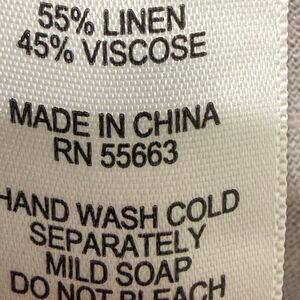 55% LINEN
45% VISCOSE
MADE IN CHINA
RN 55663
HAND WASH COLD
SEPARATELY
MILD SOAP
DO NOT BLEACH